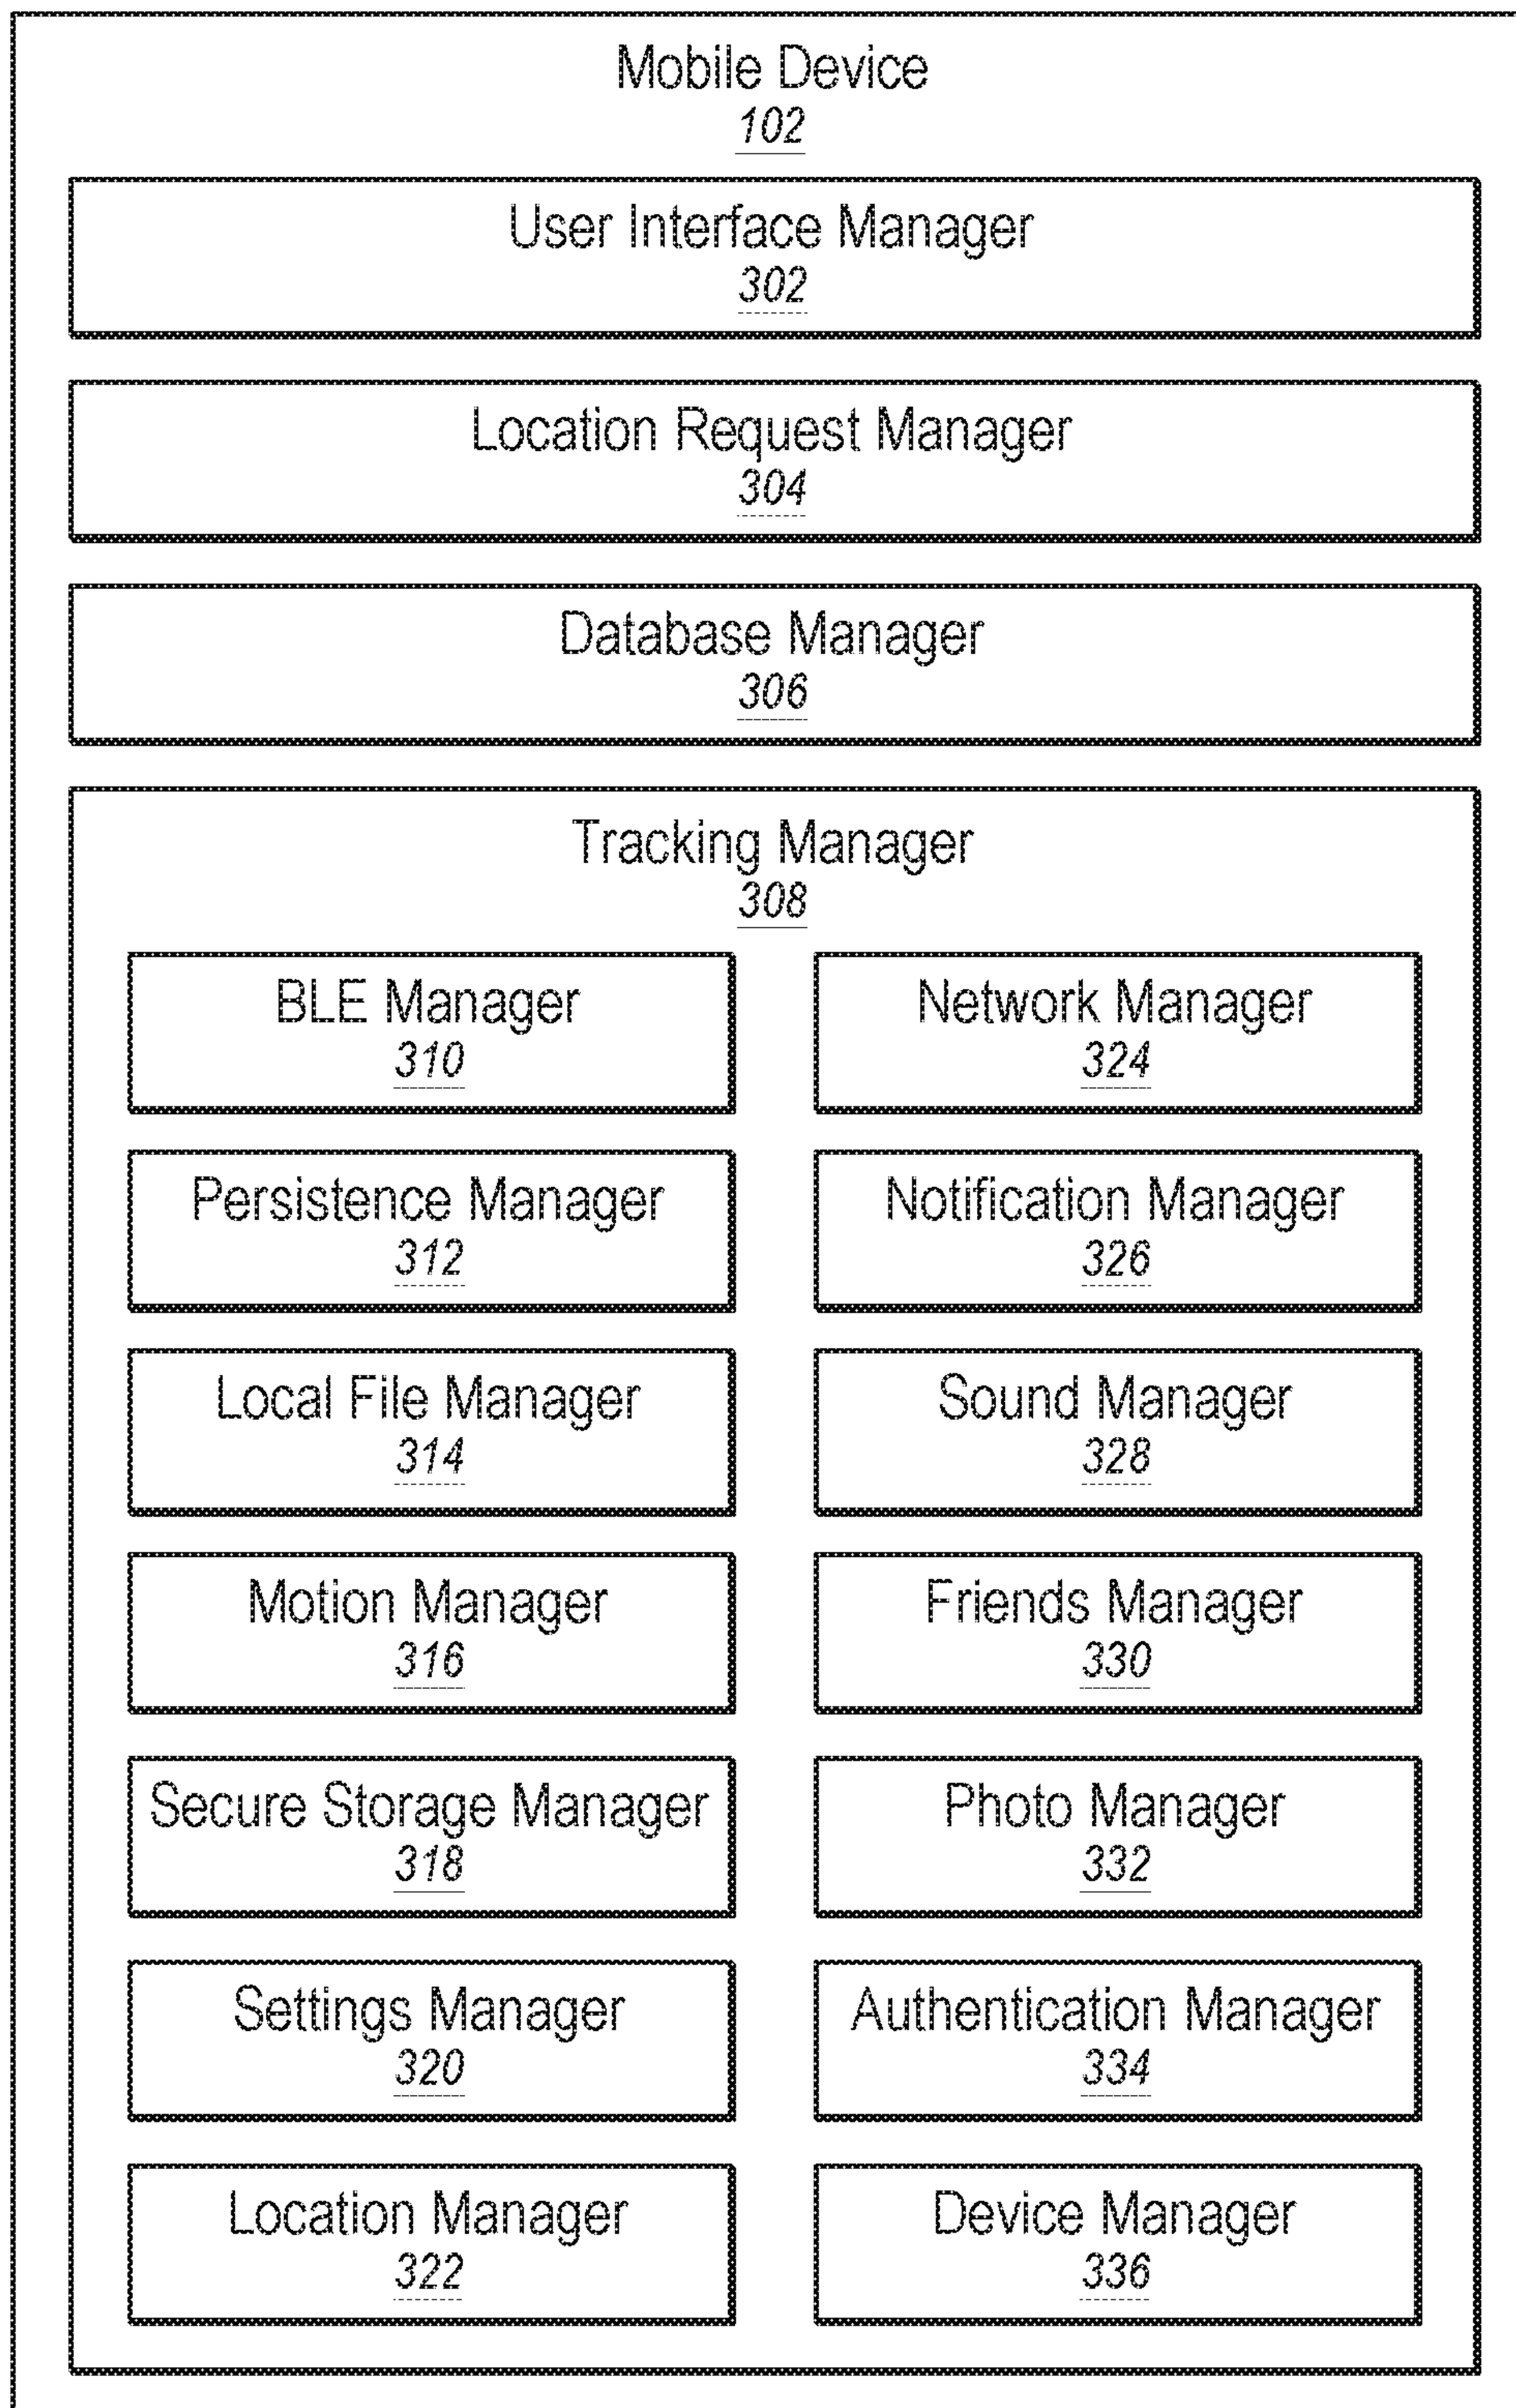 Mobile Device
102
User Interface Manager
302
Location Request Manager
304
Database Manager
306
Tracking Manager
308
BLE Manager
310
Network Manager
324
Persistence Manager
312
Notification Manager
326
Local File Manager
314
Sound Manager
328
Motion Manager
316
Friends Manager
330
Secure Storage Manager
318
Photo Manager
332
Settings Manager
320
Authentication Manager
334
Location Manager
322
Device Manager
336